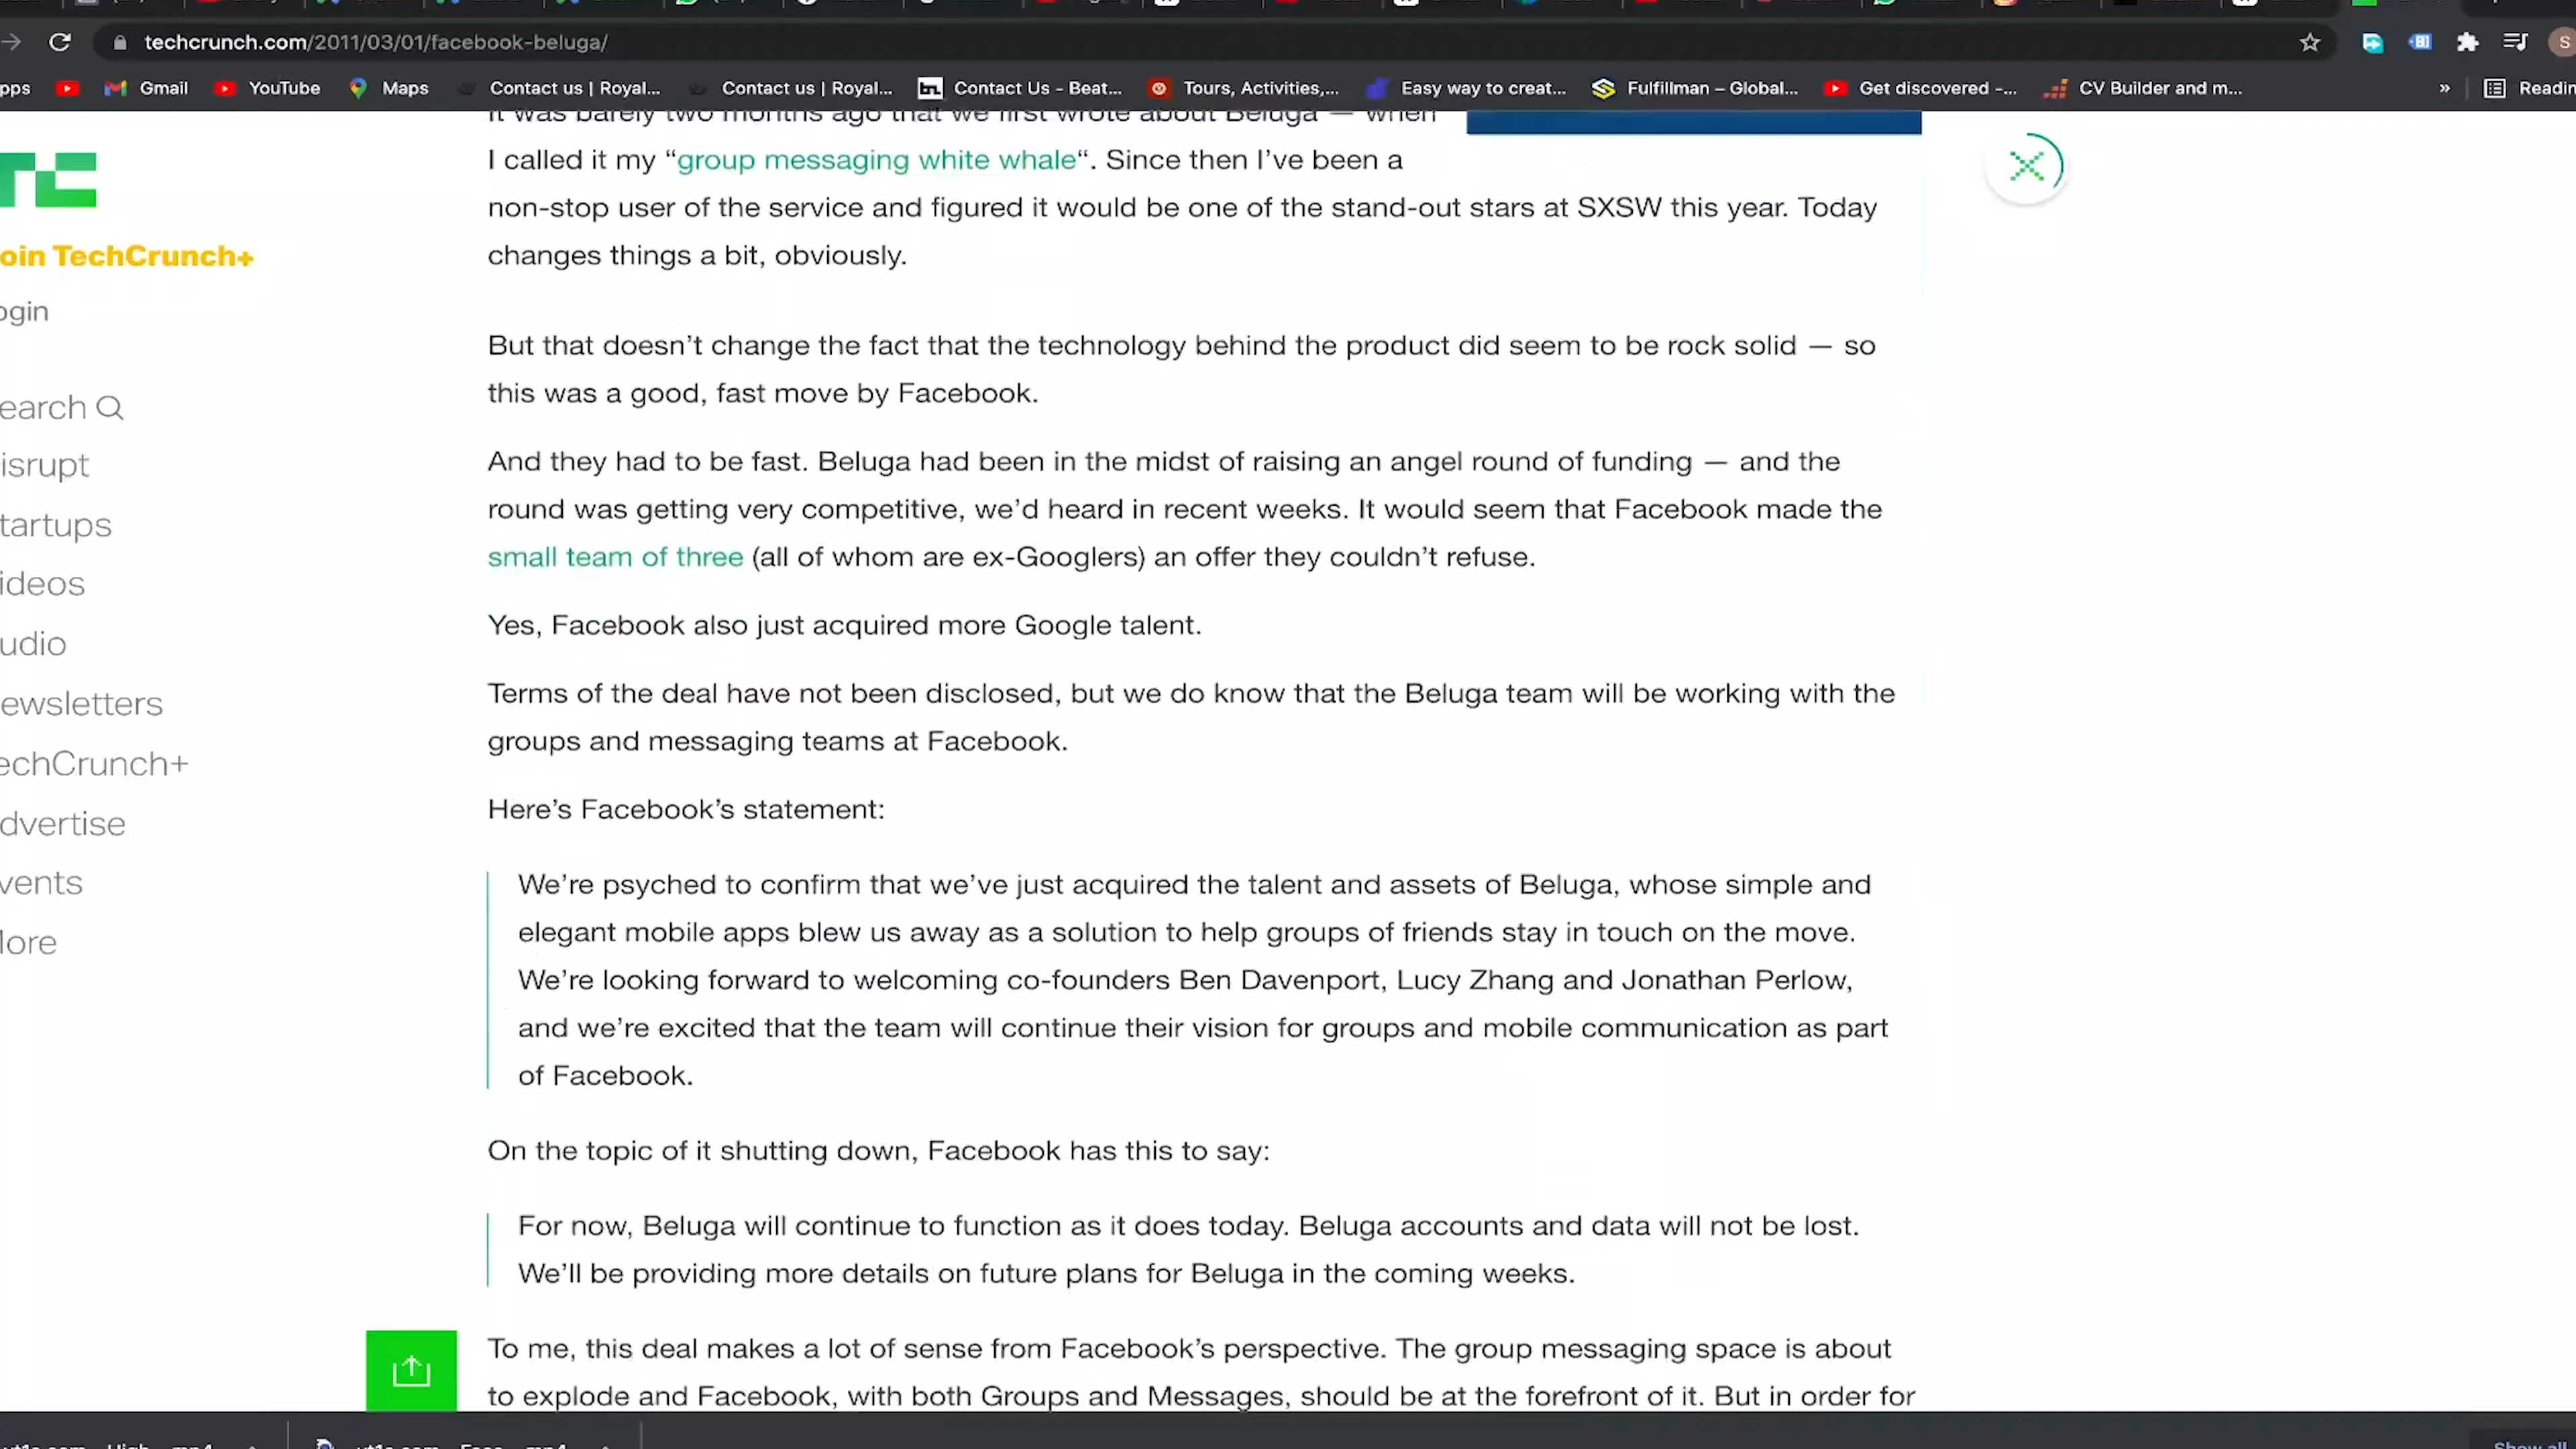 techcrunch.com/2011/03/01/facebook-beluga/
pps
Gmail
YouTube
Maps
Contact us | Royal...
Contact us | Royal...
Contact Us - Beat...
Tours, Activities,...
Easy way to creat...
Fulfillman – Global...
Get discovered -...
CV Builder and m...
»
Readin
S
It was barely two months ago that we first wrote about Beluga — when
I called it my “group messaging white whale“. Since then I’ve been a
non-stop user of the service and figured it would be one of the stand-out stars at SXSW this year. Today
changes things a bit, obviously.
But that doesn’t change the fact that the technology behind the product did seem to be rock solid — so
this was a good, fast move by Facebook.
And they had to be fast. Beluga had been in the midst of raising an angel round of funding — and the
round was getting very competitive, we’d heard in recent weeks. It would seem that Facebook made the
small team of three (all of whom are ex-Googlers) an offer they couldn’t refuse.
Yes, Facebook also just acquired more Google talent.
Terms of the deal have not been disclosed, but we do know that the Beluga team will be working with the
groups and messaging teams at Facebook.
Here’s Facebook’s statement:
We’re psyched to confirm that we’ve just acquired the talent and assets of Beluga, whose simple and
elegant mobile apps blew us away as a solution to help groups of friends stay in touch on the move.
We’re looking forward to welcoming co-founders Ben Davenport, Lucy Zhang and Jonathan Perlow,
and we’re excited that the team will continue their vision for groups and mobile communication as part
of Facebook.
On the topic of it shutting down, Facebook has this to say:
For now, Beluga will continue to function as it does today. Beluga accounts and data will not be lost.
We’ll be providing more details on future plans for Beluga in the coming weeks.
To me, this deal makes a lot of sense from Facebook’s perspective. The group messaging space is about
to explode and Facebook, with both Groups and Messages, should be at the forefront of it. But in order for
TC
oin TechCrunch+
ogin
earch
isrupt
tartups
ideos
udio
ewsletters
echCrunch+
dvertise
vents
ore
Show all